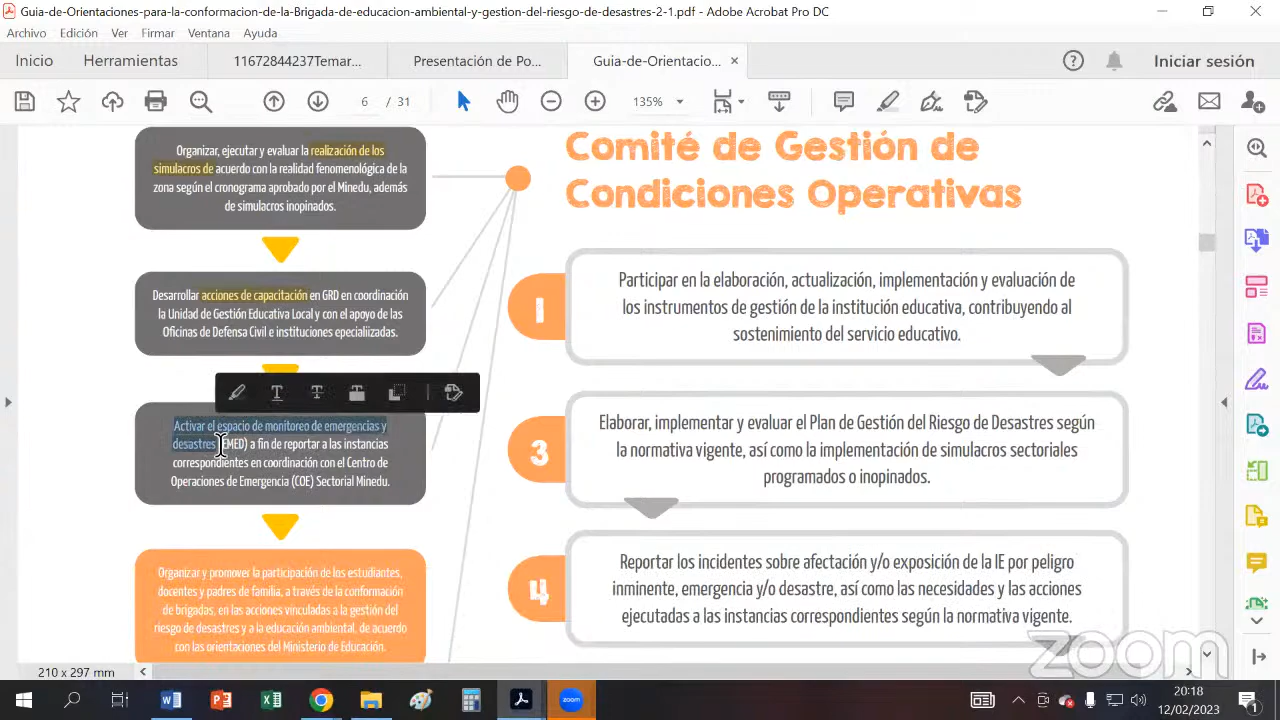 Guia-de-Orientaciones-para-la-conformacion-de-la-Brigada-de-educacion-ambiental-y-gestion-del-riesgo-de-desastres-2-1.pdf - Adobe Acrobat Pro DC
Archivo Edición Ver Firmar Ventana Ayuda
Inicio Herramientas 11672844237Temar... Presentación de Po... Guia-de-Orientacio... × Iniciar sesión
6 / 31 135%
Organizar, ejecutar y evaluar la realización de los
simulacros de acuerdo con la realidad fenomenológica de la
zona según el cronograma aprobado por el Minedu, además
de simulacros inopinados.
Desarrollar acciones de capacitación en GRD en coordinación
la Unidad de Gestión Educativa Local y con el apoyo de las
Oficinas de Defensa Civil e instituciones especialiizadas.
Activar el espacio de monitoreo de emergencias y
desastres (EMED) a fin de reportar a las instancias
correspondientes en coordinación con el Centro de
Operaciones de Emergencia (COE) Sectorial Minedu.
Organizar y promover la participación de los estudiantes,
docentes y padres de familia, a través de la conformación
de brigadas, en las acciones vinculadas a la gestión del
riesgo de desastres y a la educación ambiental, de acuerdo
con las orientaciones del Ministerio de Educación.
Comité de Gestión de
Condiciones Operativas
1
Participar en la elaboración, actualización, implementación y evaluación de
los instrumentos de gestión de la institución educativa, contribuyendo al
sostenimiento del servicio educativo.
3
Elaborar, implementar y evaluar el Plan de Gestión del Riesgo de Desastres según
la normativa vigente, así como la implementación de simulacros sectoriales
programados o inopinados.
4
Reportar los incidentes sobre afectación y/o exposición de la IE por peligro
inminente, emergencia y/o desastre, así como las necesidades y las acciones
ejecutadas a las instancias correspondientes según la normativa vigente.
zoom
210 x 297 mm
zoom
20:18
12/02/2023
1